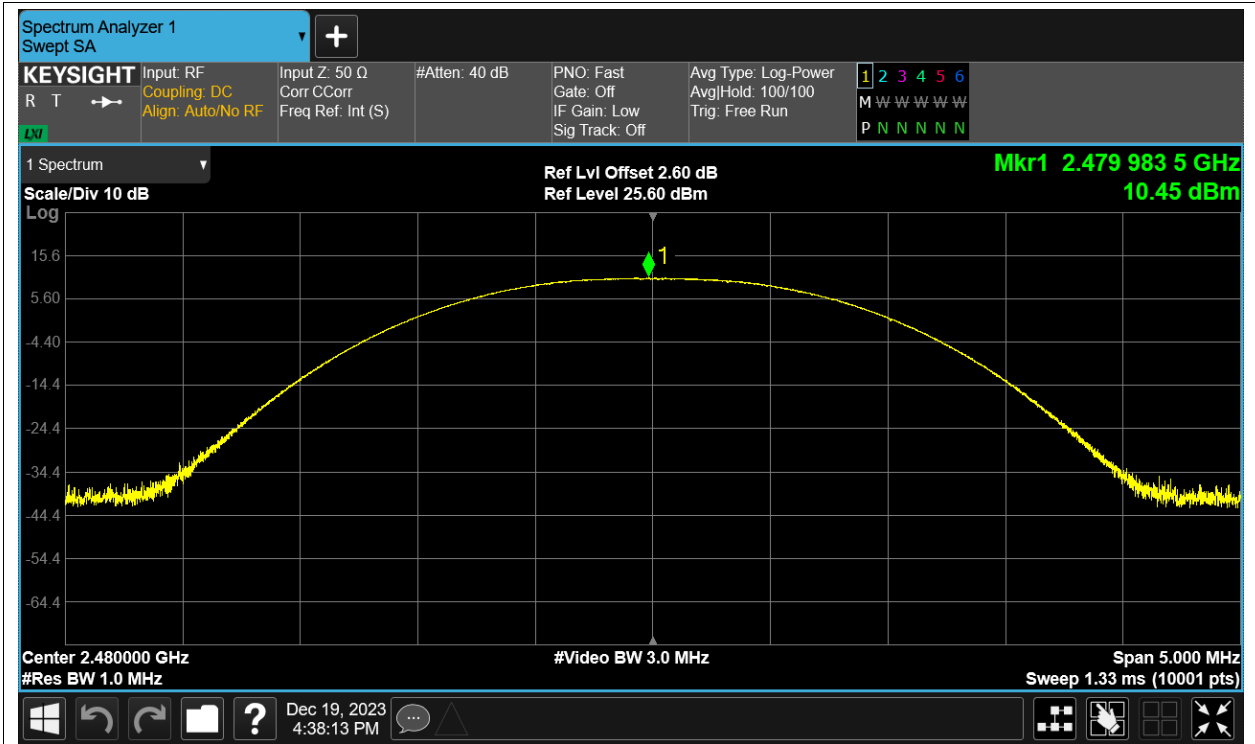 Spectrum Analyzer 1
Swept SA
+
KEYSIGHT
R T
LXI
Input: RF
Coupling: DC
Align: Auto/No RF
Input Z: 50 Ω
Corr CCorr
Freq Ref: Int (S)
#Atten: 40 dB
PNO: Fast
Gate: Off
IF Gain: Low
Sig Track: Off
Avg Type: Log-Power
Avg|Hold: 100/100
Trig: Free Run
1 2 3 4 5 6
M W W W W W
P N N N N N
1 Spectrum
Scale/Div 10 dB
Log
Ref Lvl Offset 2.60 dB
Ref Level 25.60 dBm
Mkr1 2.479 983 5 GHz
10.45 dBm
1
15.6
5.60
-4.40
-14.4
-24.4
-34.4
-44.4
-54.4
-64.4
Center 2.480000 GHz
#Res BW 1.0 MHz
#Video BW 3.0 MHz
Span 5.000 MHz
Sweep 1.33 ms (10001 pts)
?
Dec 19, 2023
4:38:13 PM